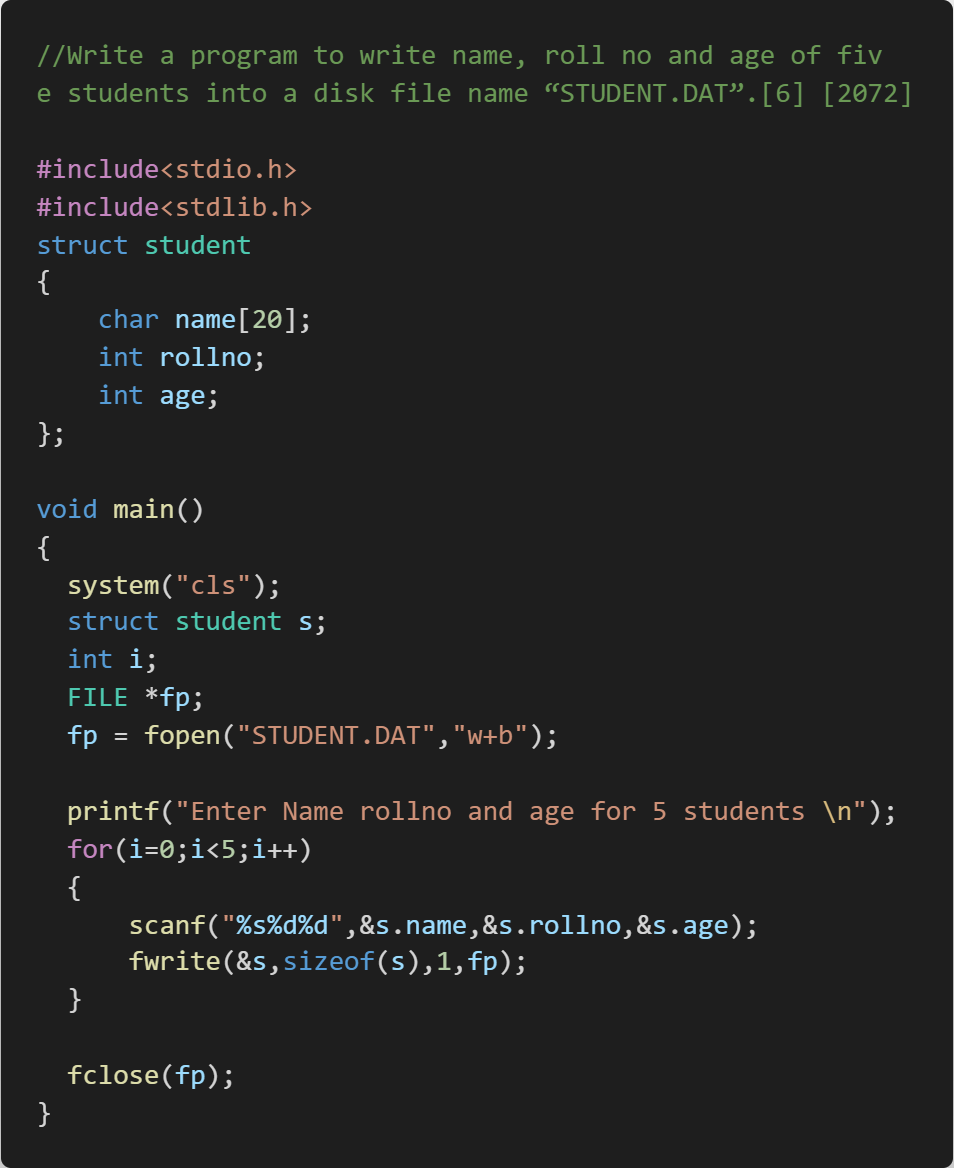 //Write a program to write name, roll no and age of fiv
e students into a disk file name “STUDENT.DAT”.[6] [2072]

#include<stdio.h>
#include<stdlib.h>
struct student
{
    char name[20];
    int rollno;
    int age;
};

void main()
{
  system("cls");
  struct student s;
  int i;
  FILE *fp;
  fp = fopen("STUDENT.DAT","w+b");

  printf("Enter Name rollno and age for 5 students \n");
  for(i=0;i<5;i++)
  {
      scanf("%s%d%d",&s.name,&s.rollno,&s.age);
      fwrite(&s,sizeof(s),1,fp);
  }

  fclose(fp);
}